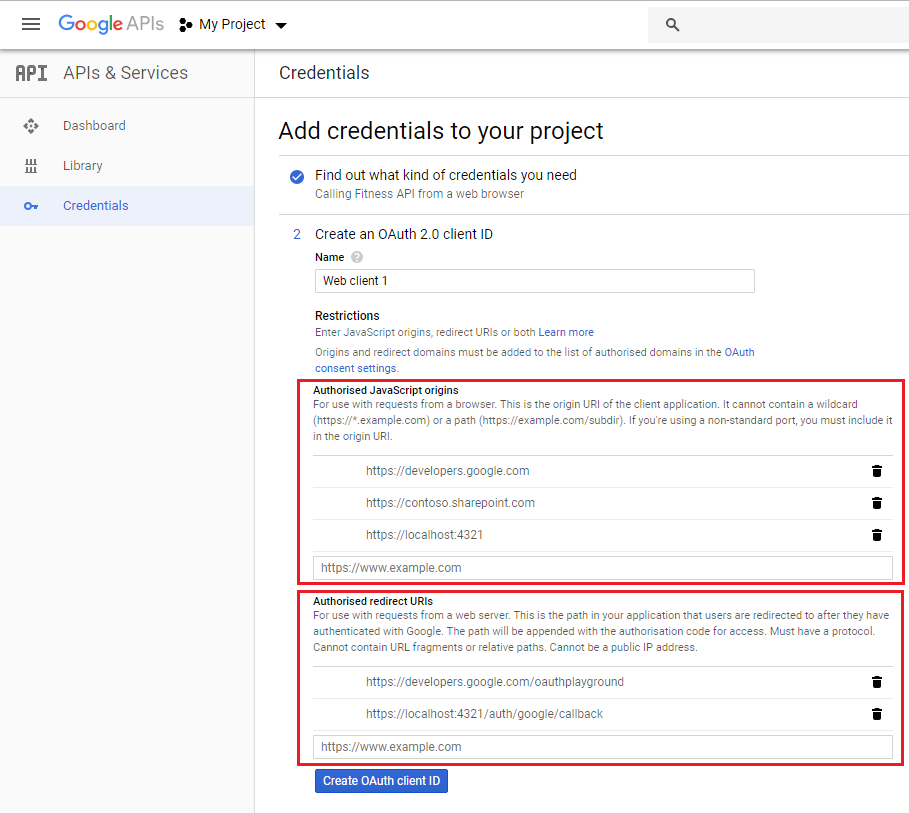 Google APIs My Project
API APIs & Services
Credentials
Dashboard
Library
Credentials
Add credentials to your project
Find out what kind of credentials you need
Calling Fitness API from a web browser
2 Create an OAuth 2.0 client ID
Name ?
Web client 1
Restrictions
Enter JavaScript origins, redirect URIs or both Learn more
Origins and redirect domains must be added to the list of authorised domains in the OAuth
consent settings.
Authorised JavaScript origins
For use with requests from a browser. This is the origin URI of the client application. It cannot contain a wildcard
(https://*.example.com) or a path (https://example.com/subdir). If you're using a non-standard port, you must include it
in the origin URI.
https://developers.google.com
https://contoso.sharepoint.com
https://localhost:4321
https://www.example.com
Authorised redirect URIs
For use with requests from a web server. This is the path in your application that users are redirected to after they have
authenticated with Google. The path will be appended with the authorisation code for access. Must have a protocol.
Cannot contain URL fragments or relative paths. Cannot be a public IP address.
https://developers.google.com/oauthplayground
https://localhost:4321/auth/google/callback
https://www.example.com
Create OAuth client ID